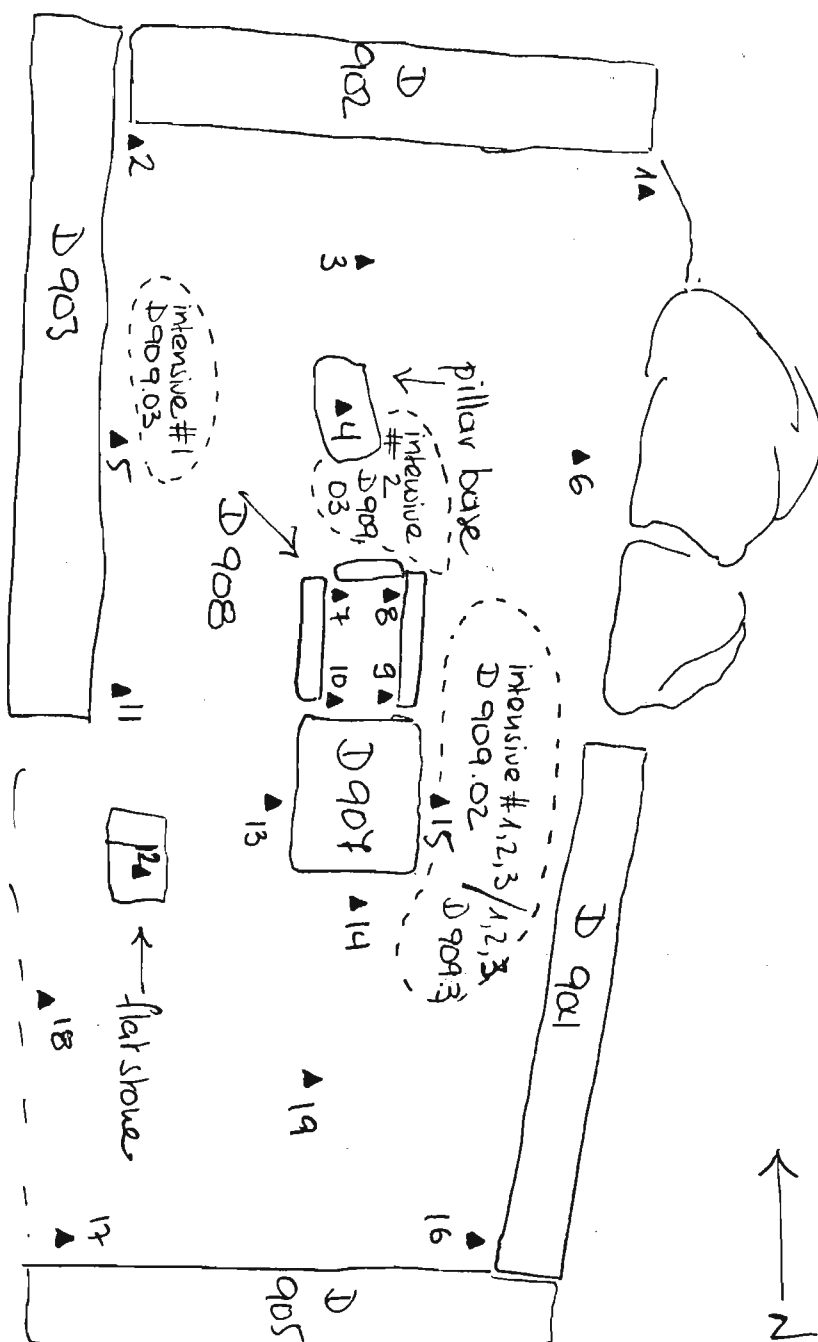 D
902
1
2
3
D 903
intensive #1
D909.03
pillar base
4
intensive
# 2
D909,
03
5
6
D 908
7
8
9
10
11
intensive #1,2,3/1,2,3,
D 909.02
D909.3
D 907
12
13
14
15
D 901
flat stone
18
19
16
17
D
905
N